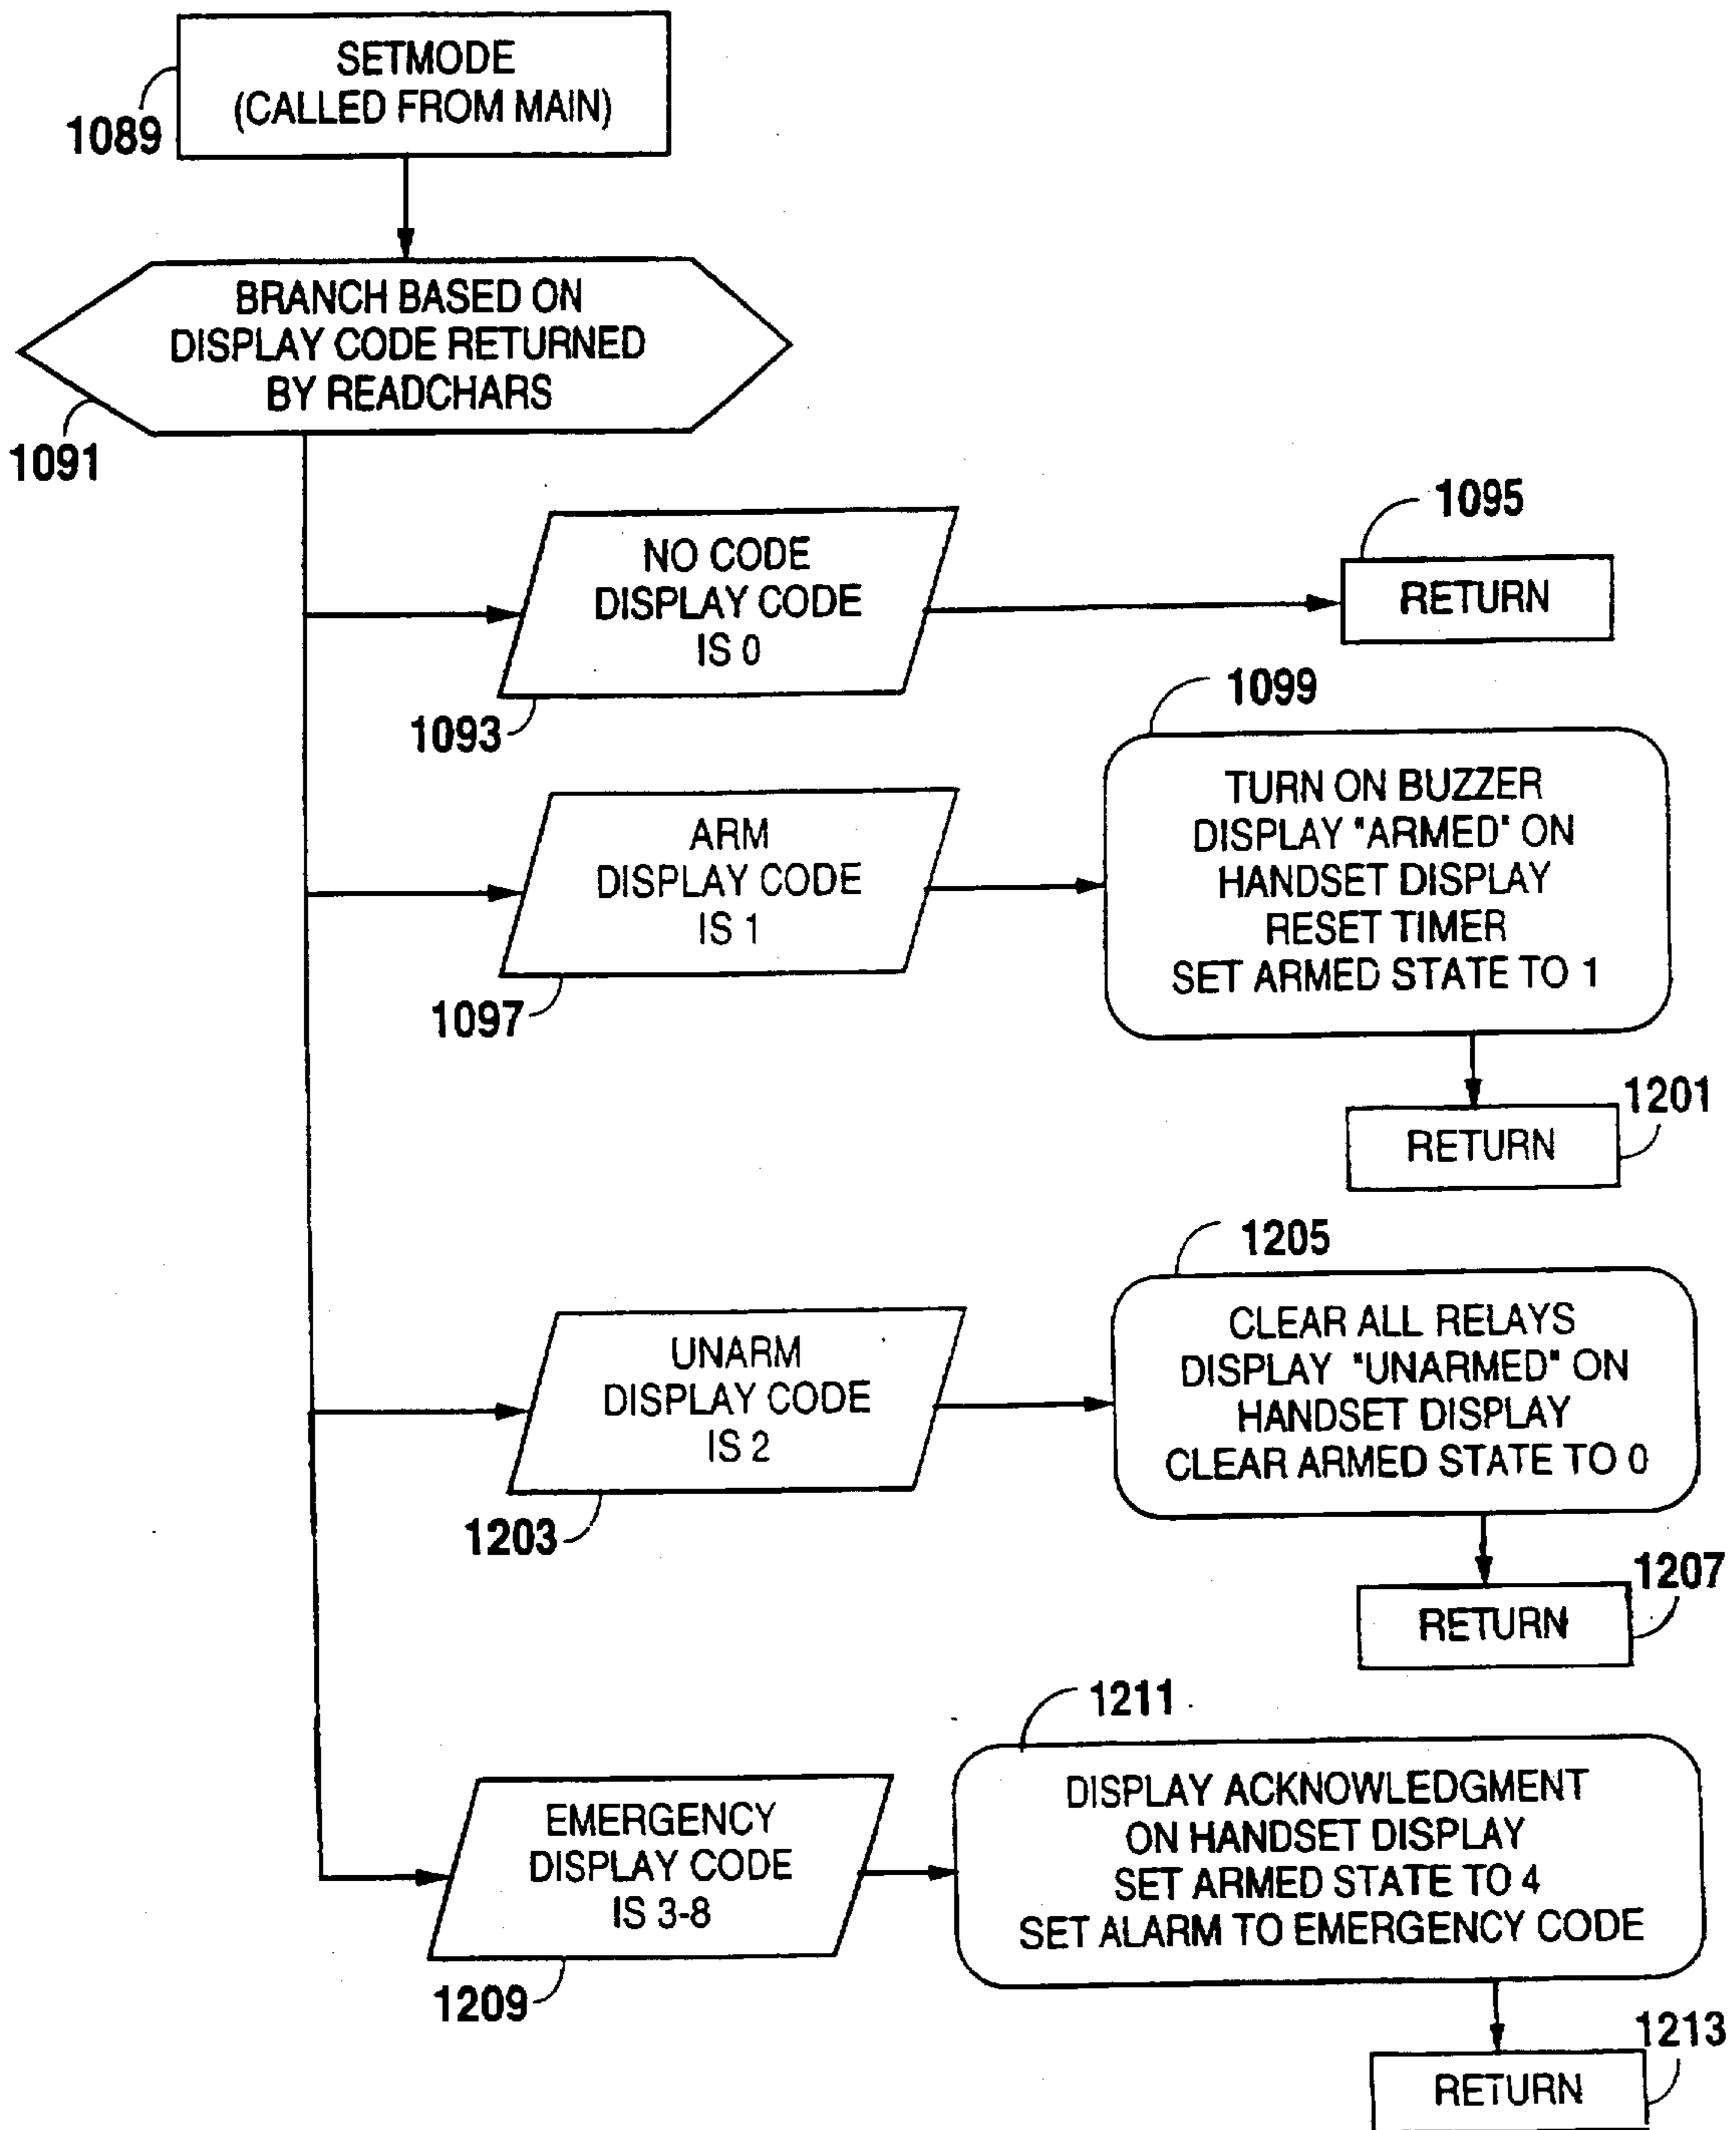 SETMODE
(CALLED FROM MAIN)
1089
BRANCH BASED ON
DISPLAY CODE RETURNED
BY READCHARS
1091
NO CODE
DISPLAY CODE
IS 0
1093
1095
RETURN
1099
ARM
DISPLAY CODE
IS 1
1097
TURN ON BUZZER
DISPLAY "ARMED" ON
HANDSET DISPLAY
RESET TIMER
SET ARMED STATE TO 1
1201
RETURN
1205
UNARM
DISPLAY CODE
IS 2
1203
CLEAR ALL RELAYS
DISPLAY "UNARMED" ON
HANDSET DISPLAY
CLEAR ARMED STATE TO 0
1207
RETURN
1211
EMERGENCY
DISPLAY CODE
IS 3-8
1209
DISPLAY ACKNOWLEDGMENT
ON HANDSET DISPLAY
SET ARMED STATE TO 4
SET ALARM TO EMERGENCY CODE
1213
RETURN